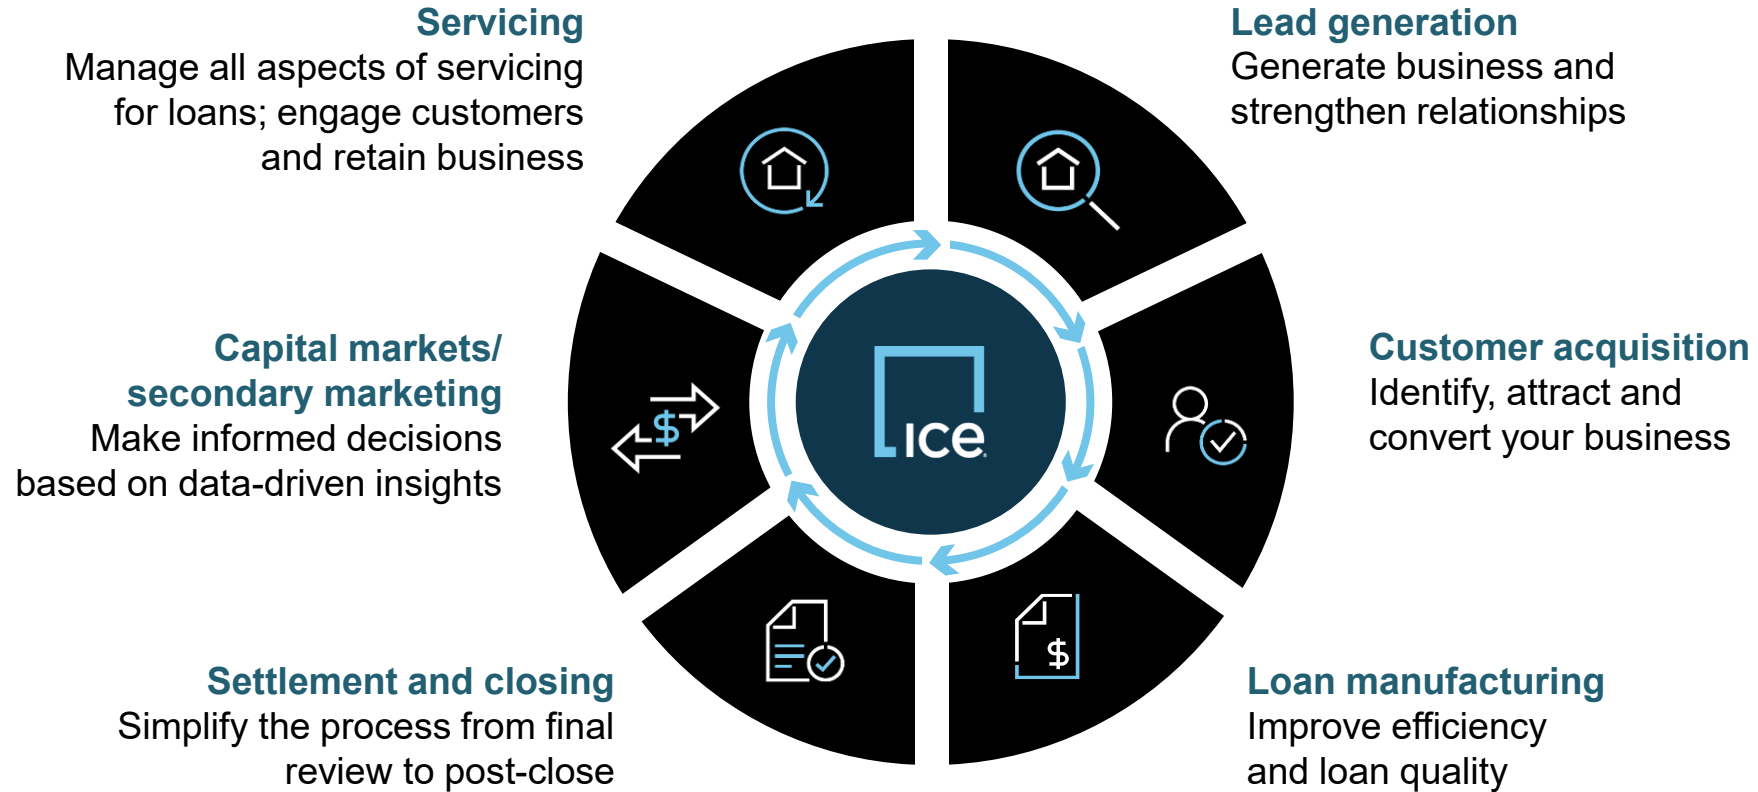 Servicing
Manage all aspects of servicing
for loans; engage customers
and retain business
Lead generation
Generate business and
strengthen relationships
Capital markets/
secondary marketing
Make informed decisions
based on data-driven insights
$
ice
Customer acquisition
Identify, attract and
convert your business
Settlement and closing
Simplify the process from final
review to post-close
$
Loan manufacturing
Improve efficiency
and loan quality